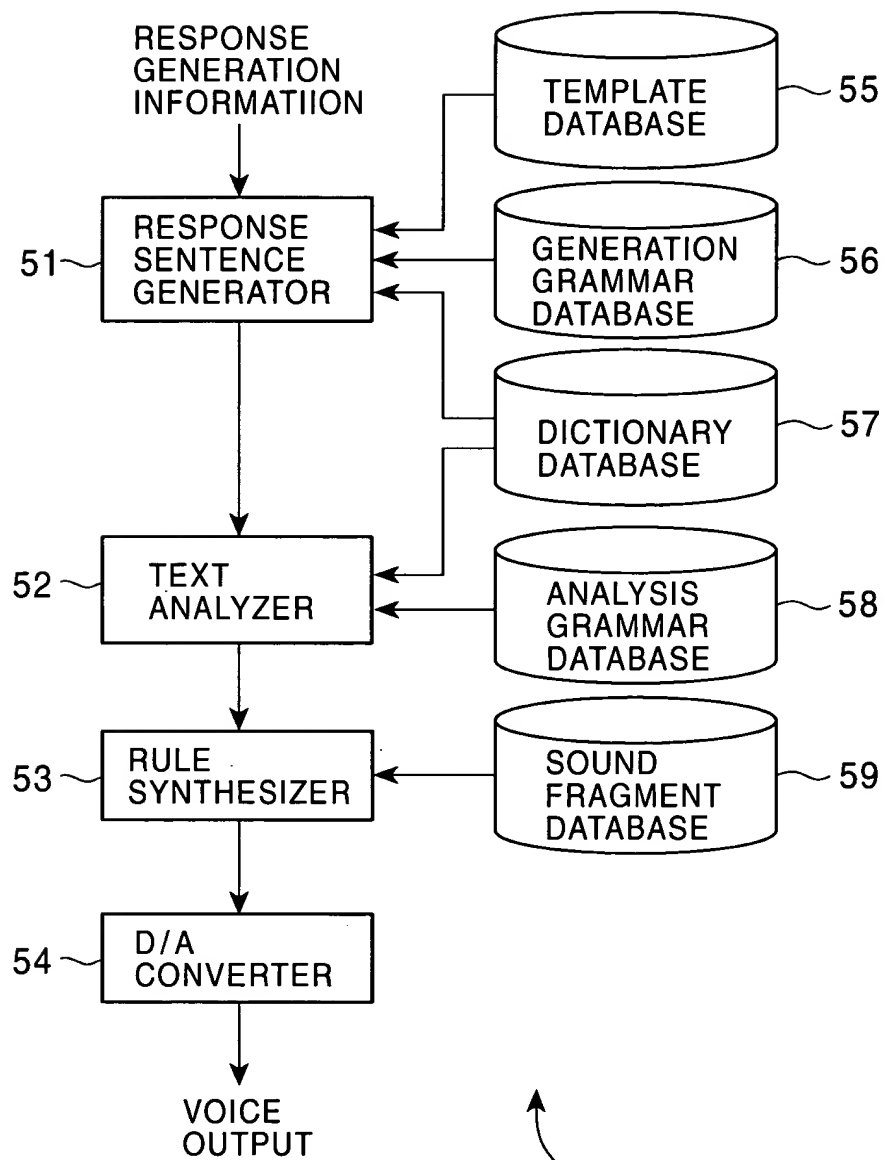 RESPONSE
GENERATION
INFORMATIION
TEMPLATE
DATABASE
55
51
RESPONSE
SENTENCE
GENERATOR
GENERATION
GRAMMAR
DATABASE
56
DICTIONARY
DATABASE
57
52
TEXT
ANALYZER
ANALYSIS
GRAMMAR
DATABASE
58
53
RULE
SYNTHESIZER
SOUND
FRAGMENT
DATABASE
59
54
D/A
CONVERTER
VOICE
OUTPUT